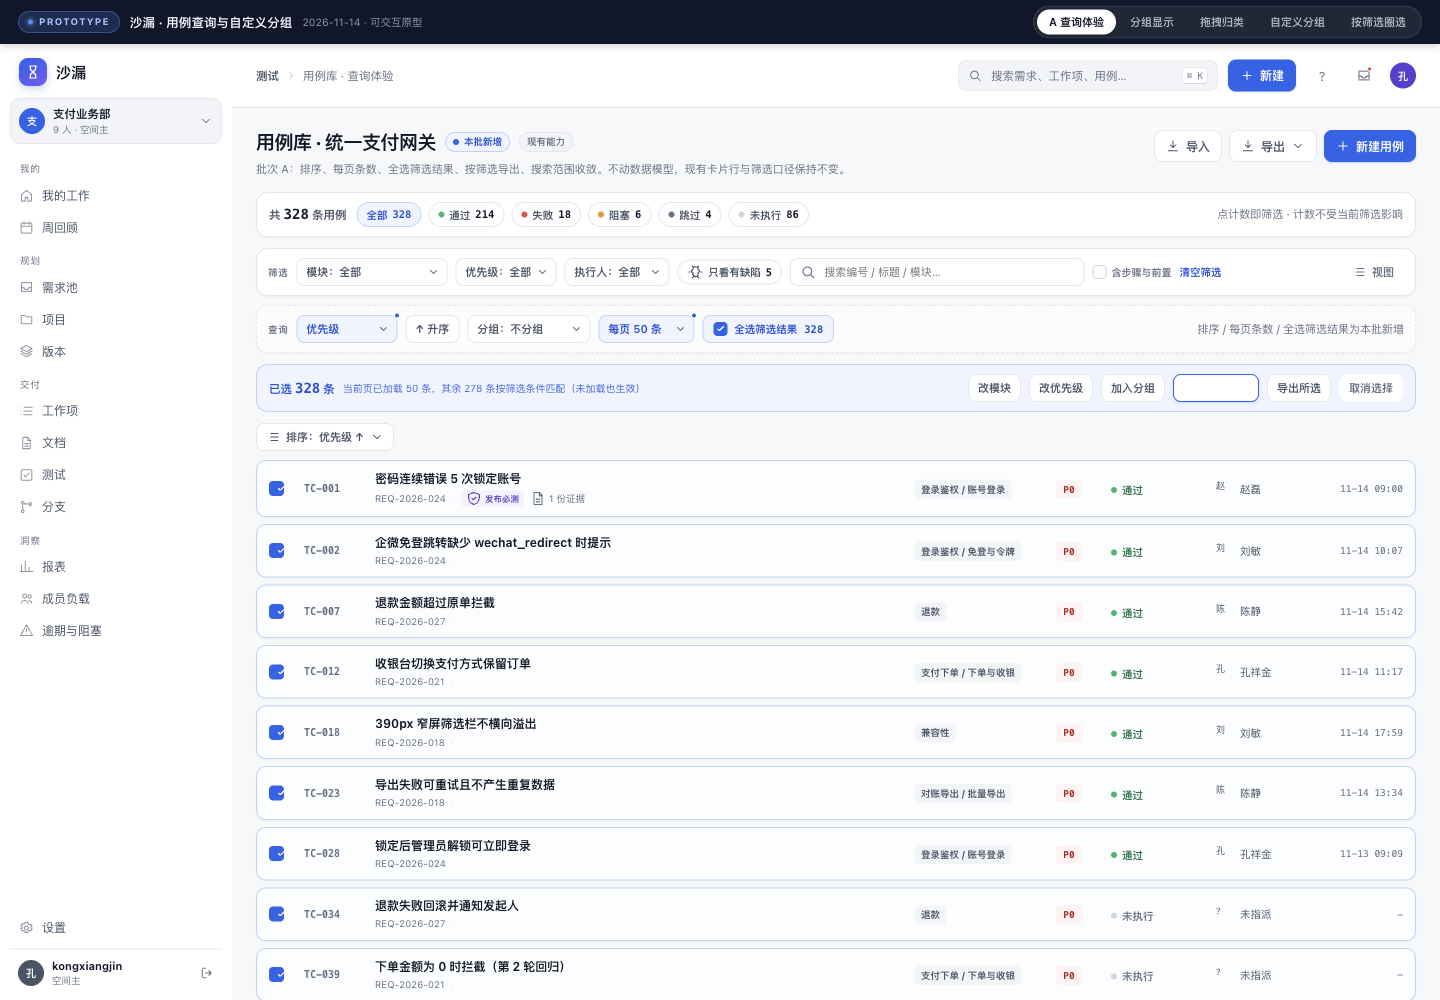 PROTOTYPE 沙漏 · 用例查询与自定义分组 2026-11-14 · 可交互原型 A 查询体验 分组显示 拖拽归类 自定义分组 按筛选圈选
沙漏
支 支付业务部
9 人 · 空间主
我的
我的工作
周回顾
规划
需求池
项目
版本
交付
工作项
文档
测试
分支
洞察
报表
成员负载
逾期与阻塞
设置
孔 kongxiangjin
空间主
测试 用例库 · 查询体验 搜索需求、工作项、用例... ⌘ K 新建 ? 孔
用例库 · 统一支付网关 本批新增 现有能力 导入 导出 新建用例
批次 A：排序、每页条数、全选筛选结果、按筛选导出、搜索范围收敛。不动数据模型，现有卡片行与筛选口径保持不变。
共 328 条用例 全部 328 通过 214 失败 18 阻塞 6 跳过 4 未执行 86 点计数即筛选 · 计数不受当前筛选影响
筛选 模块：全部 优先级：全部 执行人：全部 只看有缺陷 5 搜索编号 / 标题 / 模块... 含步骤与前置 清空筛选 视图
查询 优先级 ↑ 升序 分组：不分组 每页 50 条 全选筛选结果 328 排序 / 每页条数 / 全选筛选结果为本批新增
已选 328 条 当前页已加载 50 条，其余 278 条按筛选条件匹配（未加载也生效） 改模块 改优先级 加入分组 导出所选 取消选择
排序：优先级 ↑
TC-001 密码连续错误 5 次锁定账号 登录鉴权 / 账号登录 P0 通过 赵 赵磊 11-14 09:00
REQ-2026-024 · 发布必测 1 份证据
TC-002 企微免登跳转缺少 wechat_redirect 时提示 登录鉴权 / 免登与令牌 P0 通过 刘 刘敏 11-14 10:07
REQ-2026-024 ·
TC-007 退款金额超过原单拦截 退款 P0 通过 陈 陈静 11-14 15:42
REQ-2026-027 ·
TC-012 收银台切换支付方式保留订单 支付下单 / 下单与收银 P0 通过 孔 孔祥金 11-14 11:17
REQ-2026-021 ·
TC-018 390px 窄屏筛选栏不横向溢出 兼容性 P0 通过 刘 刘敏 11-14 17:59
REQ-2026-018 ·
TC-023 导出失败可重试且不产生重复数据 对账导出 / 批量导出 P0 通过 陈 陈静 11-14 13:34
REQ-2026-018 ·
TC-028 锁定后管理员解锁可立即登录 登录鉴权 / 账号登录 P0 通过 孔 孔祥金 11-13 09:09
REQ-2026-024 ·
TC-034 退款失败回滚并通知发起人 退款 P0 未执行 ? 未指派 —
REQ-2026-027 ·
TC-039 下单金额为 0 时拦截（第 2 轮回归） 支付下单 / 下单与收银 P0 未执行 ? 未指派 —
REQ-2026-021 ·